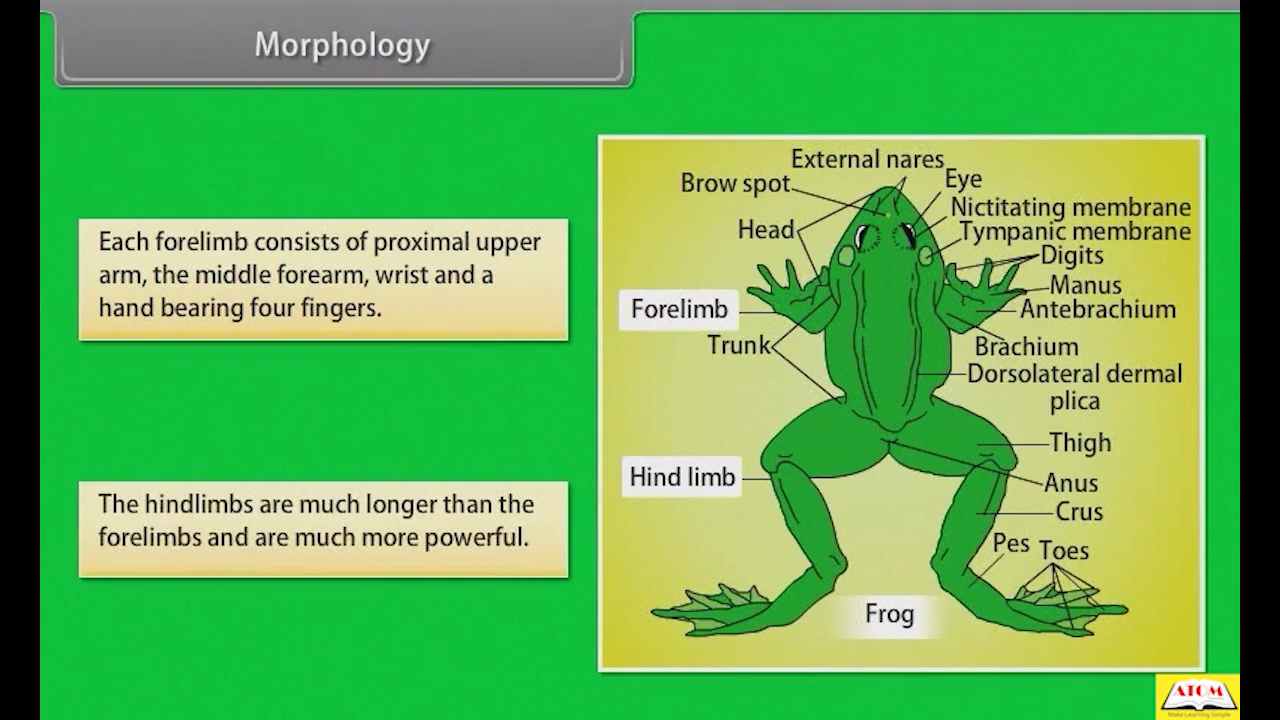 Morphology
Each forelimb consists of proximal upper
arm, the middle forearm, wrist and a
hand bearing four fingers.
The hindlimbs are much longer than the
forelimbs and are much more powerful.
External nares
Brow spot
Eye
Nictitating membrane
Head
Tympanic membrane
Digits
Manus
Forelimb
Antebrachium
Trunk
Brachium
Dorsolateral dermal
plica
Thigh
Hind limb
Anus
Crus
Pes
Toes
Frog
ATOM
Make Learning Simple